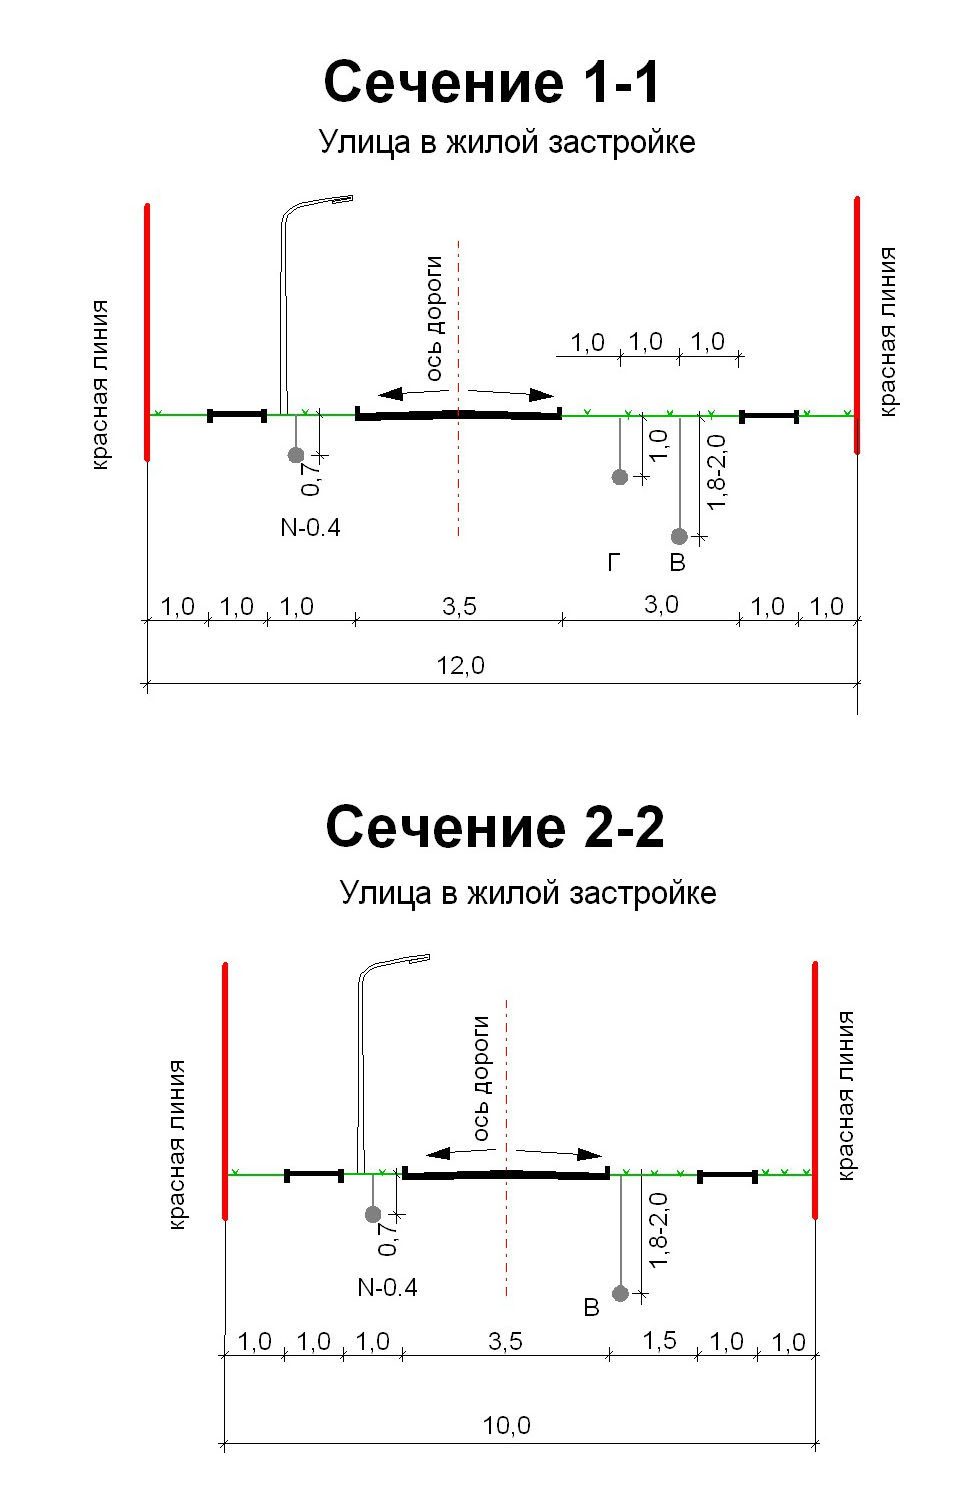 Сечение 1-1
Улица в жилой застройке
красная линия
ось дороги
красная линия
1,0 1,0 1,0
0,7
1,0
1,8-2,0
N-0.4
Г В
1,0 1,0 1,0 3,5 3,0 1,0 1,0
12,0
Сечение 2-2
Улица в жилой застройке
красная линия
ось дороги
красная линия
0,7
1,8-2,0
N-0.4
В
1,0 1,0 1,0 3,5 1,5 1,0 1,0
10,0